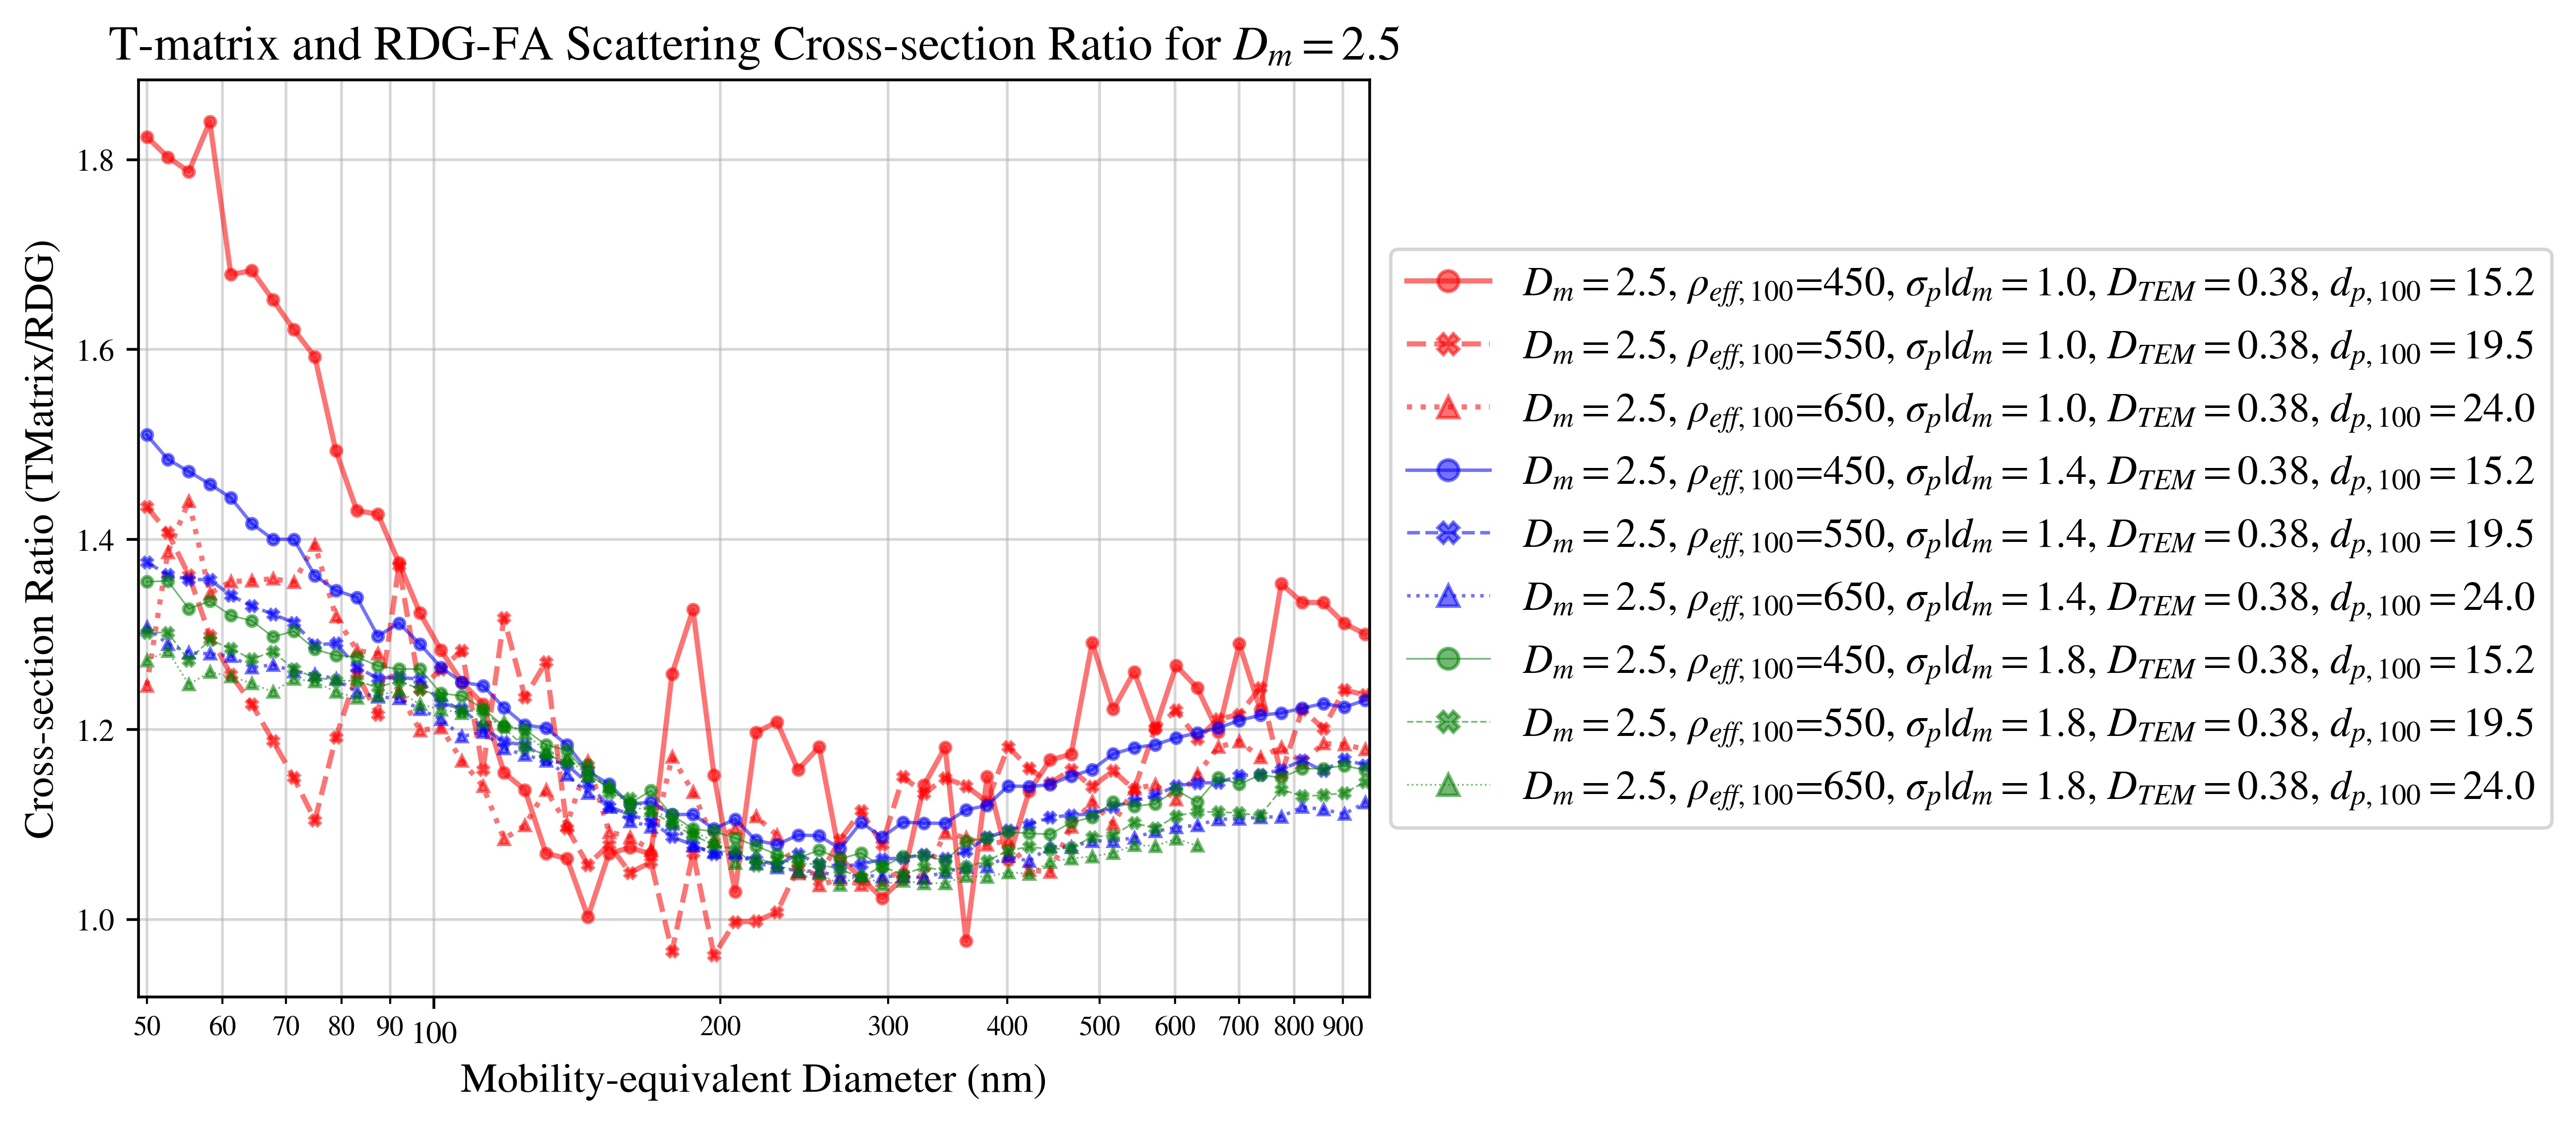 T-matrix and RDG-FA Scattering Cross-section Ratio for Dₘ = 2.5
Cross-section Ratio (TMatrix/RDG)
1.8
1.6
1.4
1.2
1.0
50 60 70 80 90 100 200 300 400 500 600 700 800 900
Mobility-equivalent Diameter (nm)
D_m = 2.5, ρ_eff,100=450, σ_p|d_m = 1.0, D_TEM = 0.38, d_p,100 = 15.2
D_m = 2.5, ρ_eff,100=550, σ_p|d_m = 1.0, D_TEM = 0.38, d_p,100 = 19.5
D_m = 2.5, ρ_eff,100=650, σ_p|d_m = 1.0, D_TEM = 0.38, d_p,100 = 24.0
D_m = 2.5, ρ_eff,100=450, σ_p|d_m = 1.4, D_TEM = 0.38, d_p,100 = 15.2
D_m = 2.5, ρ_eff,100=550, σ_p|d_m = 1.4, D_TEM = 0.38, d_p,100 = 19.5
D_m = 2.5, ρ_eff,100=650, σ_p|d_m = 1.4, D_TEM = 0.38, d_p,100 = 24.0
D_m = 2.5, ρ_eff,100=450, σ_p|d_m = 1.8, D_TEM = 0.38, d_p,100 = 15.2
D_m = 2.5, ρ_eff,100=550, σ_p|d_m = 1.8, D_TEM = 0.38, d_p,100 = 19.5
D_m = 2.5, ρ_eff,100=650, σ_p|d_m = 1.8, D_TEM = 0.38, d_p,100 = 24.0